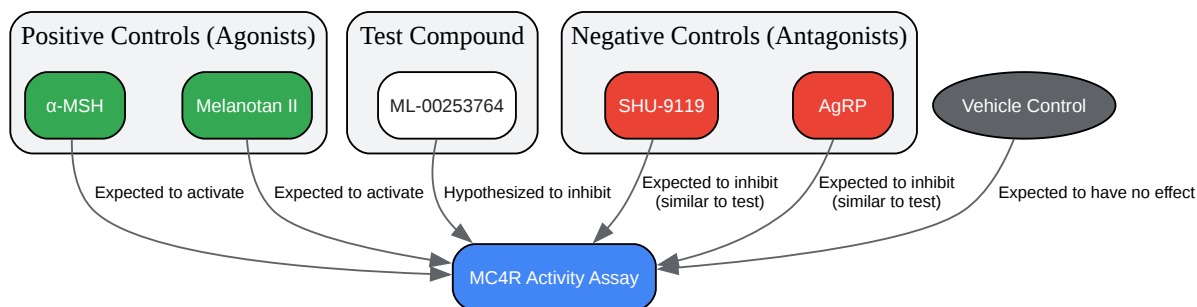 Positive Controls (Agonists)
Test Compound
Negative Controls (Antagonists)
α-MSH
Melanotan II
ML-00253764
SHU-9119
AgRP
Vehicle Control
Expected to activate
Expected to activate
Hypothesized to inhibit
Expected to inhibit
(similar to test)
Expected to inhibit
(similar to test)
Expected to have no effect
MC4R Activity Assay